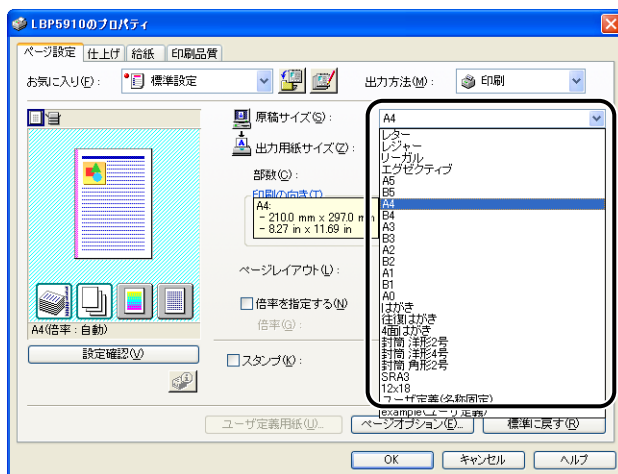 LBP5910のプロパティ
ページ設定 仕上げ 給紙 印刷品質
お気に入り(F): 標準設定 出力方法(M): 印刷
原稿サイズ(S): A4
出力用紙サイズ(Z):
部数(C):
印刷の向き(T)
A4:
- 210.0 mm x 297.0 m
- 8.27 in x 11.69 in
ページレイアウト(L):
倍率を指定する(N)
倍率(G):
スタンプ(K):
A4(倍率:自動)
設定確認(V)
レター
レジャー
リーガル
エグゼクティブ
A5
B5
A4
B4
A3
B3
A2
B2
A1
B1
A0
はがき
往復はがき
4面はがき
封筒 洋形2号
封筒 洋形4号
封筒 角形2号
SRA3
12x18
ユーザ定義(名称固定)
example(ユーザ定義)
ユーザ定義用紙(U)... ページオプション(E)... 標準に戻す(R)
OK キャンセル ヘルプ